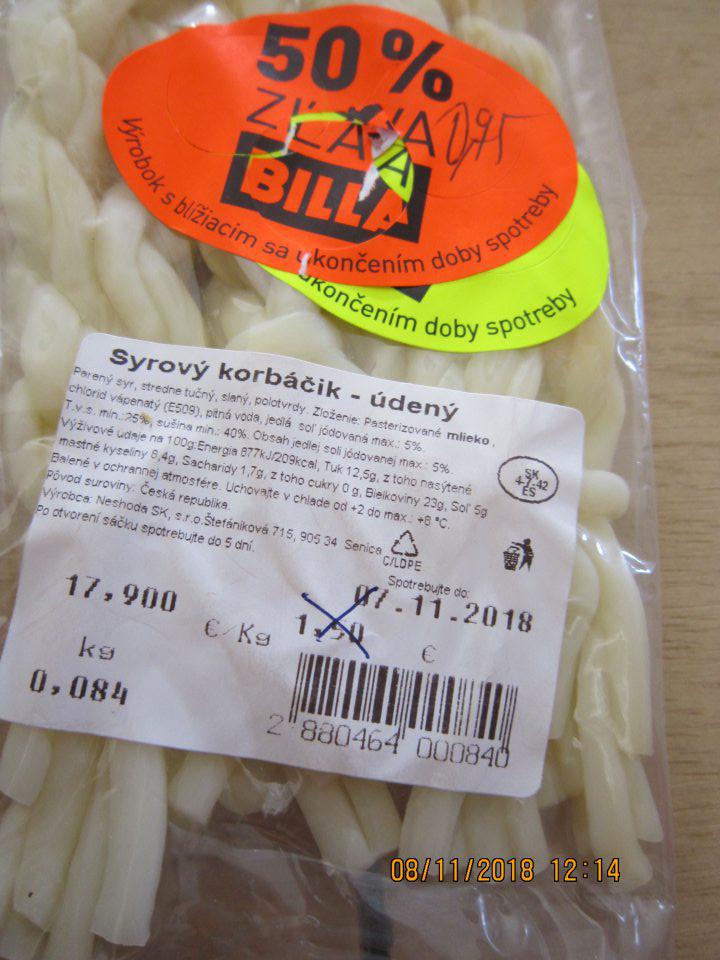 50 %
ZĽAVA 0,75
BILLA
Výrobok s blížiacim sa ukončením doby spotreby
ukončením doby spotreby
Syrový korbáčik - údený
Parený syr, stredne tučný, slaný, polotvrdy. Zloženie: Pasterizované mlieko,
chlorid vápenatý (E509), pitná voda, jedlá soľ jódovaná max.: 5%.
T.v.s. min.:25%, sušina min.: 40%. Obsah jedlej soli jódovanej max.: 5%.
Výživové údaje na 100g:Energia 877kJ/209kcal, Tuk 12,5g, z toho nasýtené
mastné kyseliny 8,4g, Sacharidy 1,7g, z toho cukry 0 g, Bielkoviny 23g, Soľ 5g
Balené v ochrannej atmosfére. Uchovajte v chlade od +2 do max.: +8 °C.
Pôvod suroviny: Česká republika.
Výrobca: Neshoda SK, s.r.o.Štefániková 715, 905 34 Senica
Po otvorení sáčku spotrebujte do 5 dní.
SK
4-7-42
EŠ
C/LDPE
Spotrebujte do:
07.11.2018
17,900
€/Kg
1,50
€
kg
0,084
2 880464 000840
08/11/2018 12:14